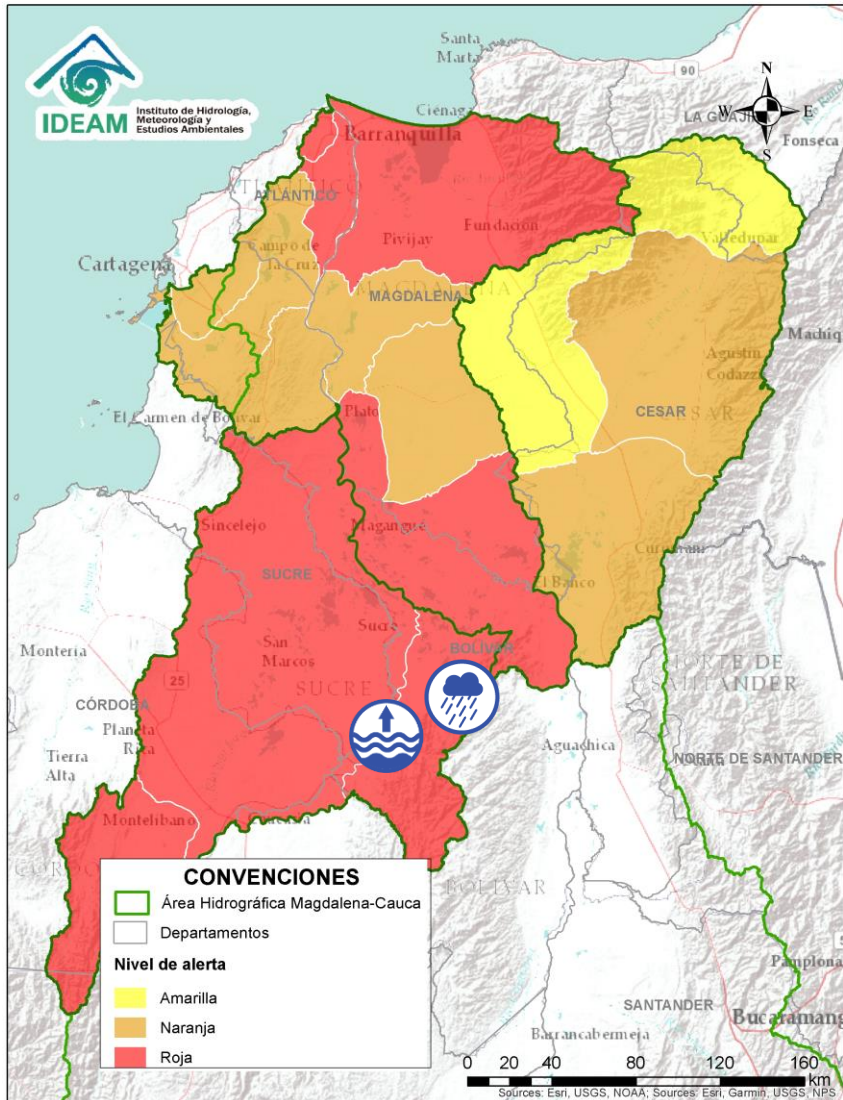 IDEAM
Instituto de Hidrología,
Meteorología y
Estudios Ambientales
Santa
Marta
90
N
W
E
S
LA GUAJI
Ciénaga
Fonseca
Barranquilla
ATLÁNTICO
Fundación
Pivijay
Valledupar
Campo de
la Cruz
Cartagena
MAGDALENA
MAGDALENA
Machiq
Agustín
Codazzi
CESAR
CESAR
Plato
El Carmen de Bolívar
Sincelejo
Magangué
SUCRE
El Banco
Sucre
BOLÍVAR
Montería
San
Marcos
25
SUCRE
NORTE DE
SANTANDER
CÓRDOBA
Planeta
Rica
Tierra
Alta
Aguachica
NORTE DE SANTANDER
Montelíbano
BOLÍVAR
CONVENCIONES
Área Hidrográfica Magdalena-Cauca
Departamentos
Nivel de alerta
Amarilla
Naranja
Roja
Pamplona
SANTANDER
Bucaramang
Barrancabermeja
0 20 40 80 120 160
km
Sources: Esri, USGS, NOAA; Sources: Esri, Garmin, USGS, NPS